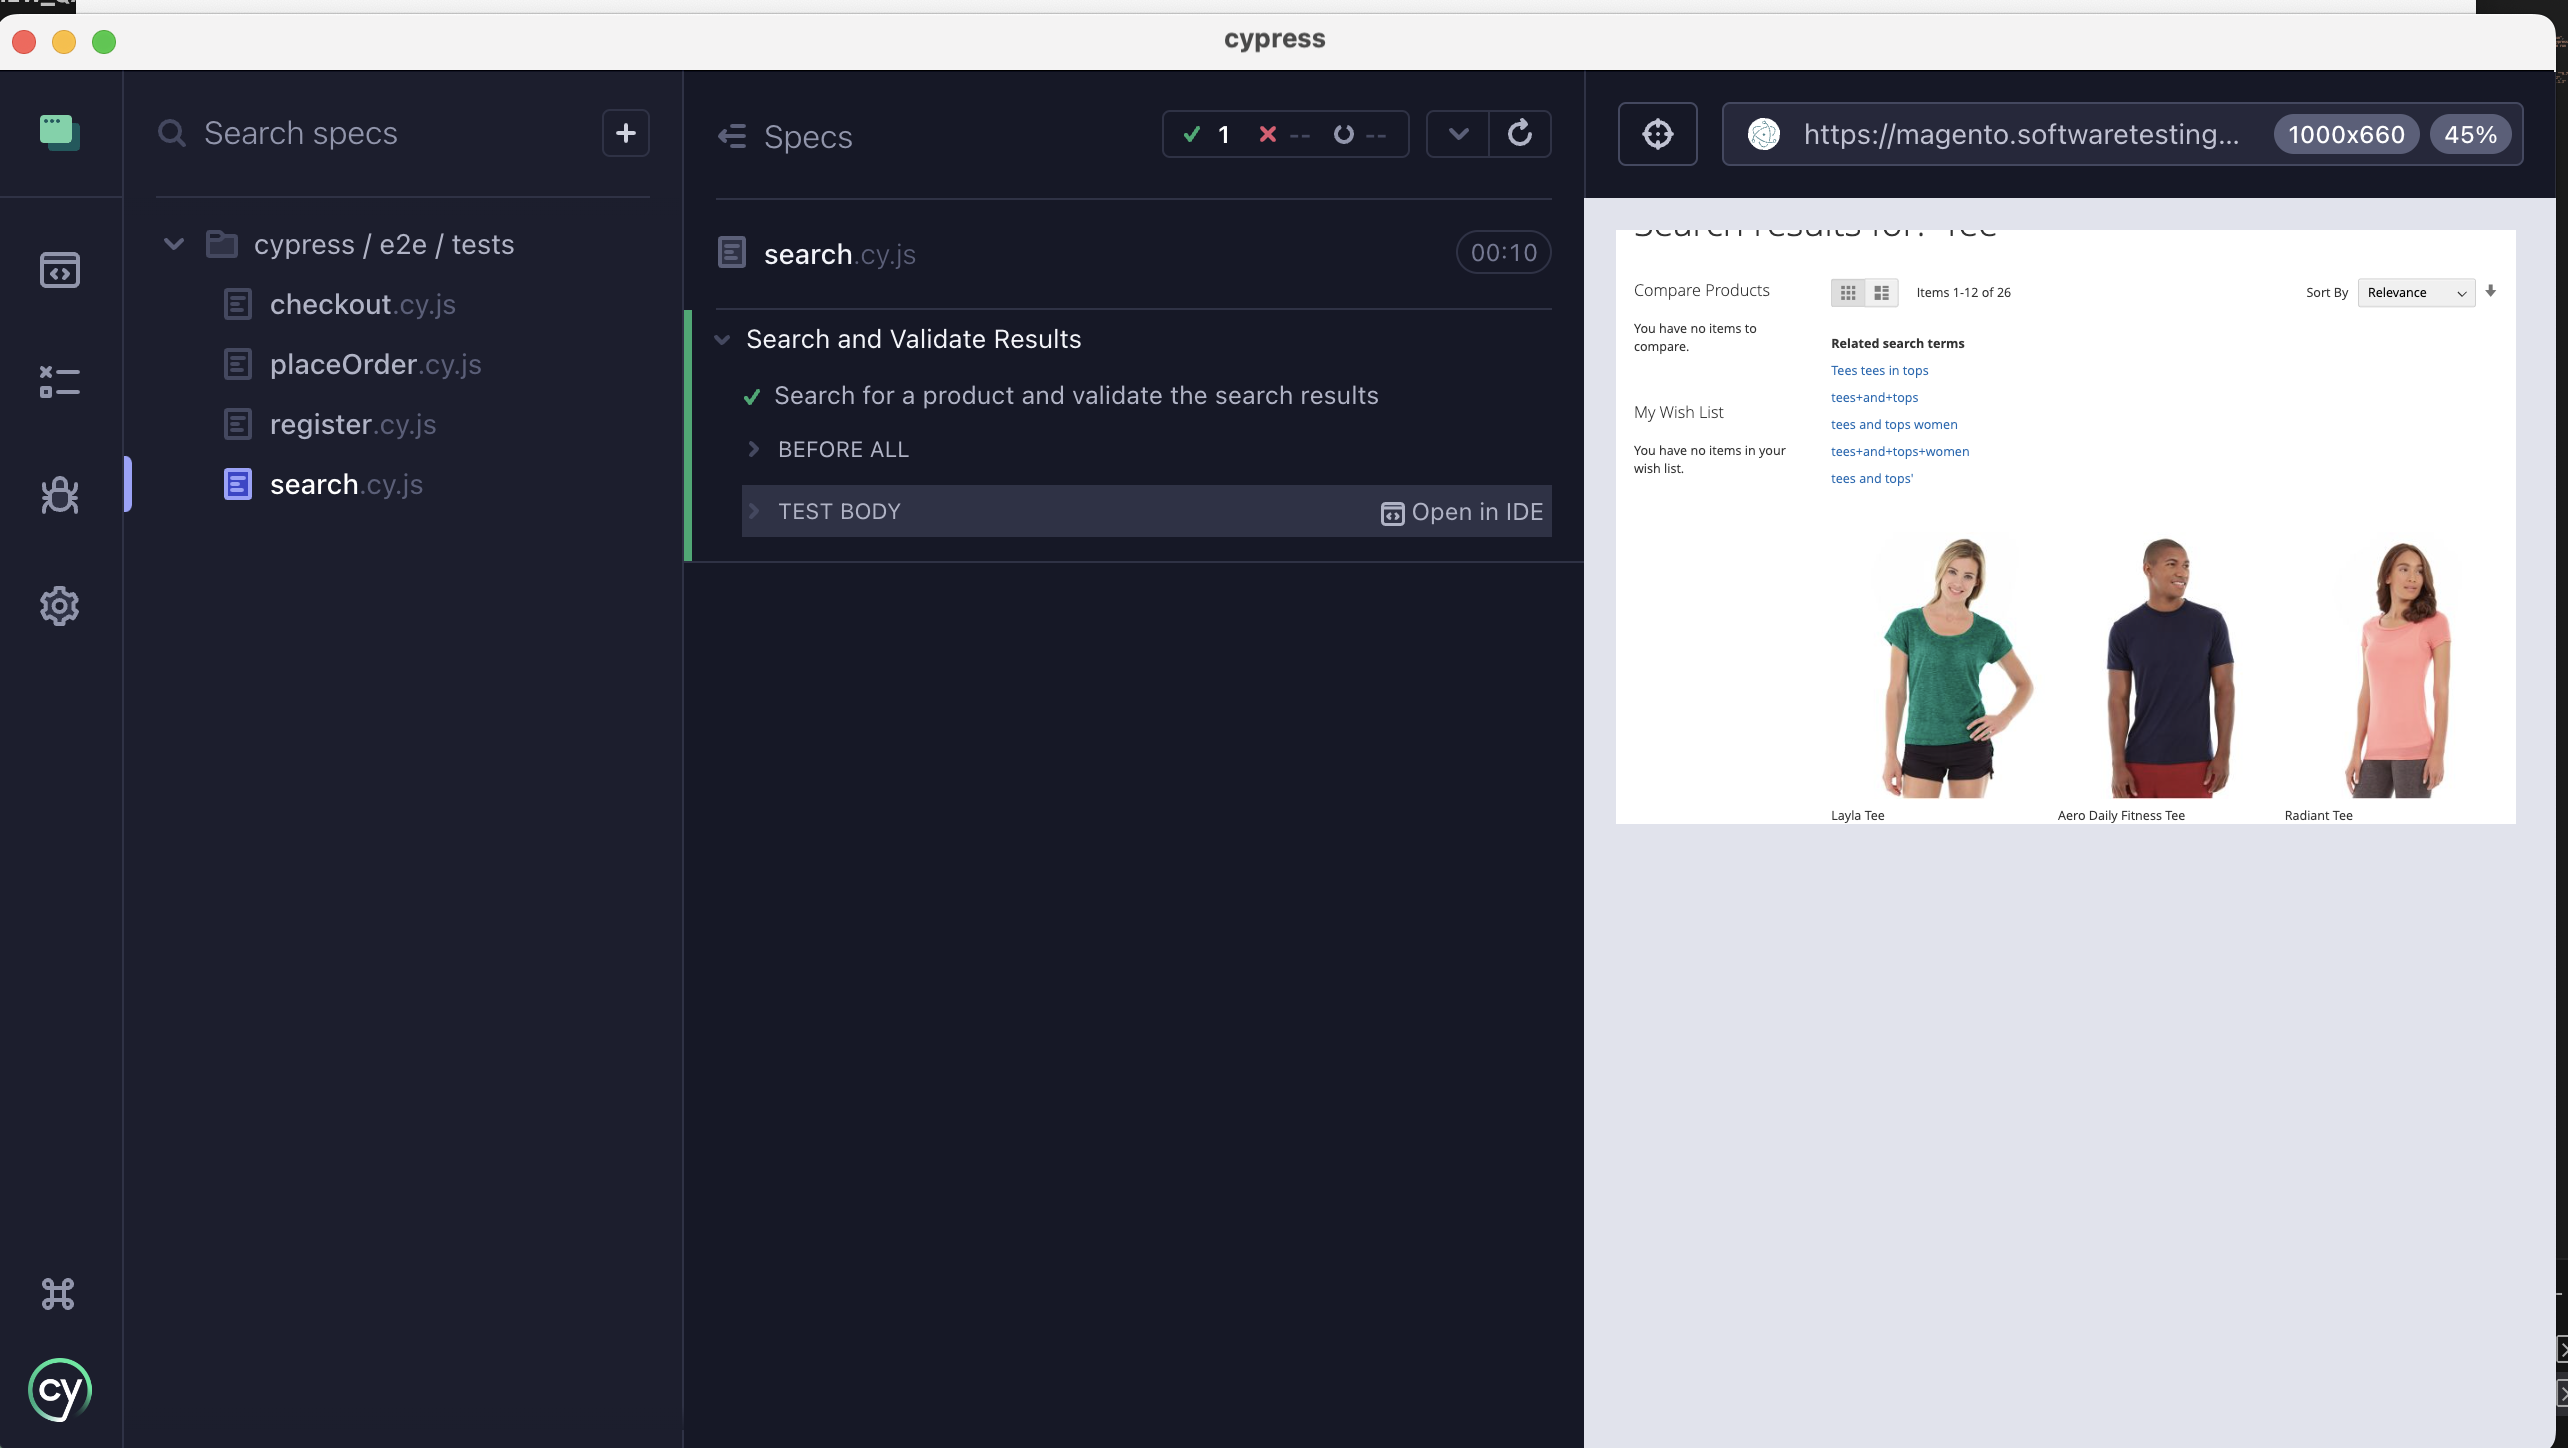 cypress
Search specs
+
cypress / e2e / tests
checkout.cy.js
placeOrder.cy.js
register.cy.js
search.cy.js
cy
Specs
1 -- --
search.cy.js
00:10
Search and Validate Results
Search for a product and validate the search results
BEFORE ALL
TEST BODY
Open in IDE
https://magento.softwaretesting...
1000x660
45%
Search results for: 'Tee'
Compare Products
You have no items to
compare.
My Wish List
You have no items in your
wish list.
Items 1-12 of 26
Sort By
Relevance
Related search terms
Tees tees in tops
tees+and+tops
tees and tops women
tees+and+tops+women
tees and tops'
Layla Tee
Aero Daily Fitness Tee
Radiant Tee